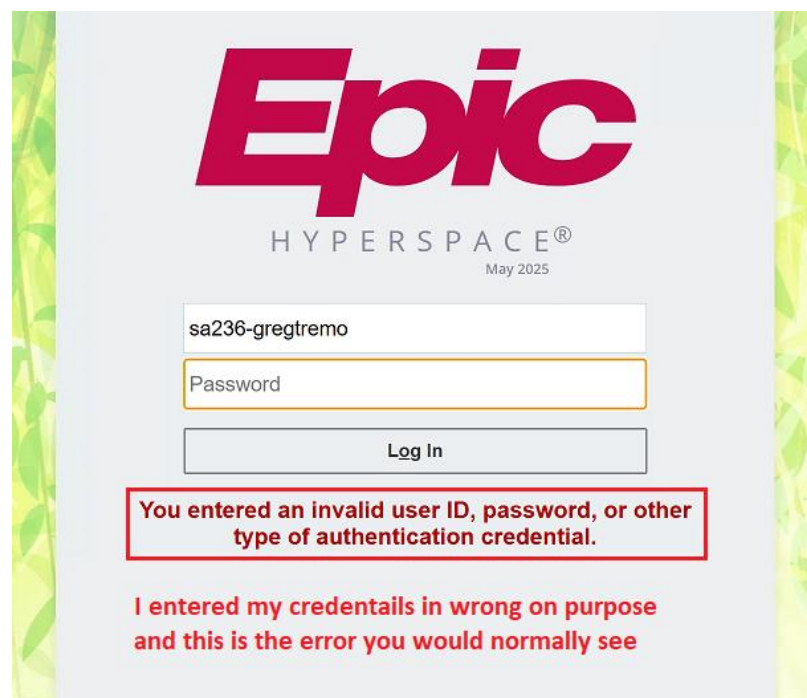 Epic
HYPERSPACE®
May 2025
sa236-gregtremo
Password
Log In
You entered an invalid user ID, password, or other
type of authentication credential.
I entered my credentails in wrong on purpose
and this is the error you would normally see